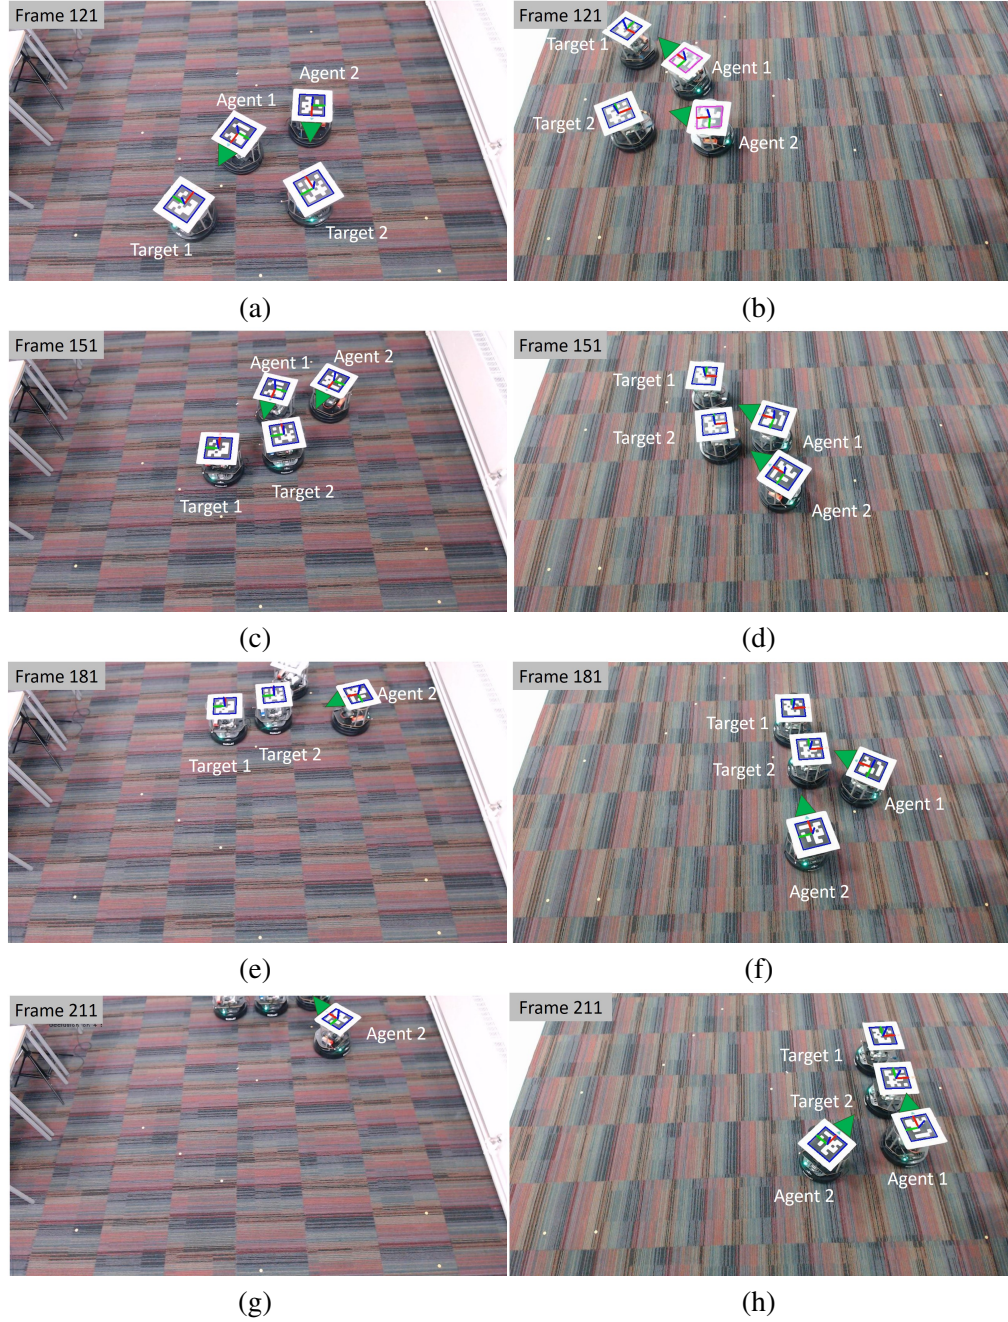 Frame 121
Agent 2
Agent 1
Target 1
Target 2
Frame 121
Target 1
Agent 1
Target 2
Agent 2
(a)
(b)
Frame 151
Agent 1
Agent 2
Target 1
Target 2
Frame 151
Target 1
Target 2
Agent 1
Agent 2
(c)
(d)
Frame 181
Agent 2
Target 1
Target 2
Frame 181
Target 1
Target 2
Agent 1
Agent 2
(e)
(f)
Frame 211
Agent 2
Frame 211
Target 1
Target 2
Agent 1
Agent 2
(g)
(h)